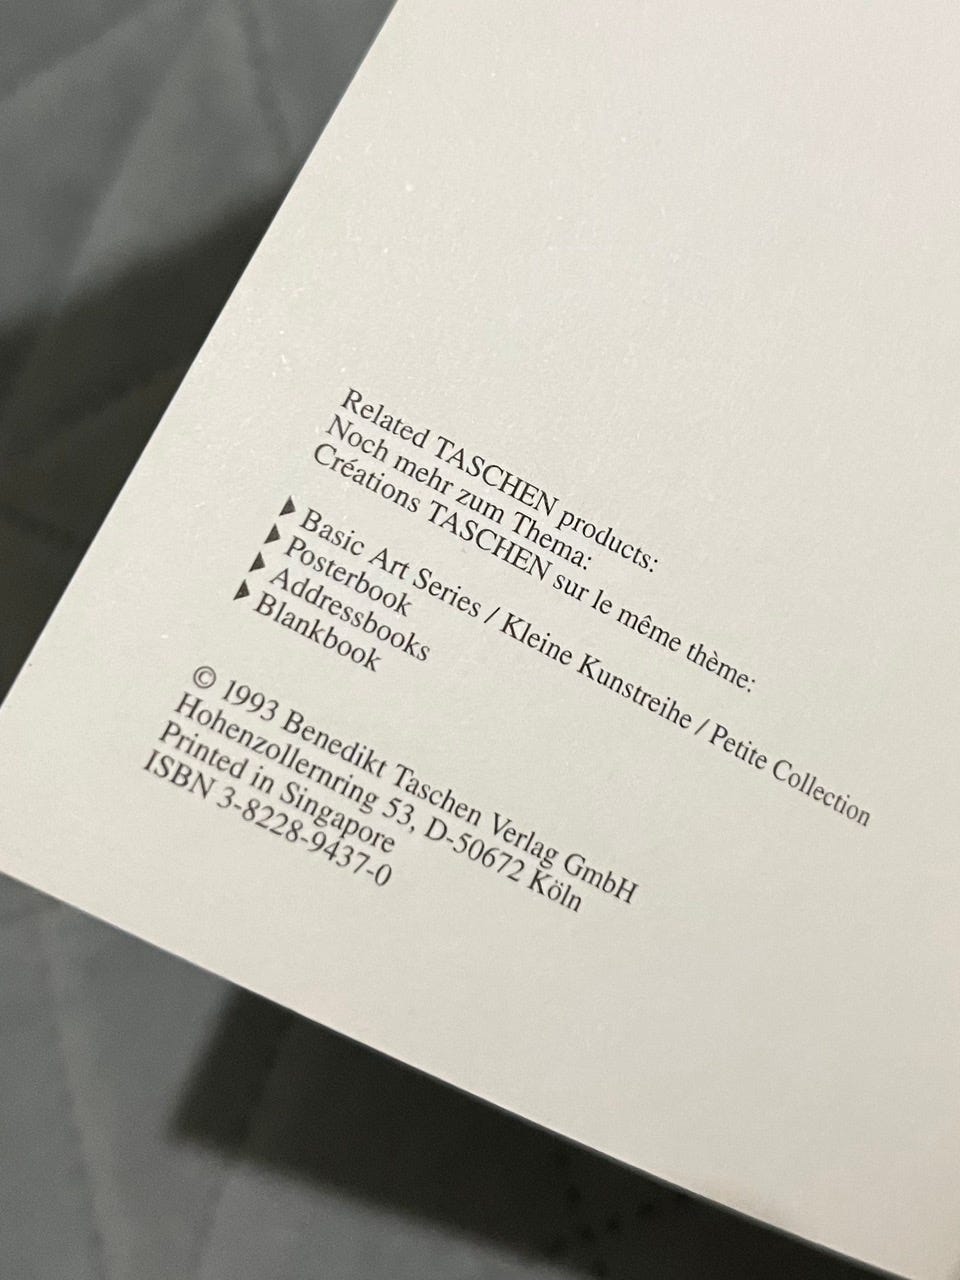 Related TASCHEN products:
Noch mehr zum Thema:
Créations TASCHEN sur le même thème:
▶ Basic Art Series / Kleine Kunstreihe / Petite Collection
▶ Posterbook
▶ Addressbooks
▶ Blankbook
© 1993 Benedikt Taschen Verlag GmbH
Hohenzollernring 53, D-50672 Köln
Printed in Singapore
ISBN 3-8228-9437-0